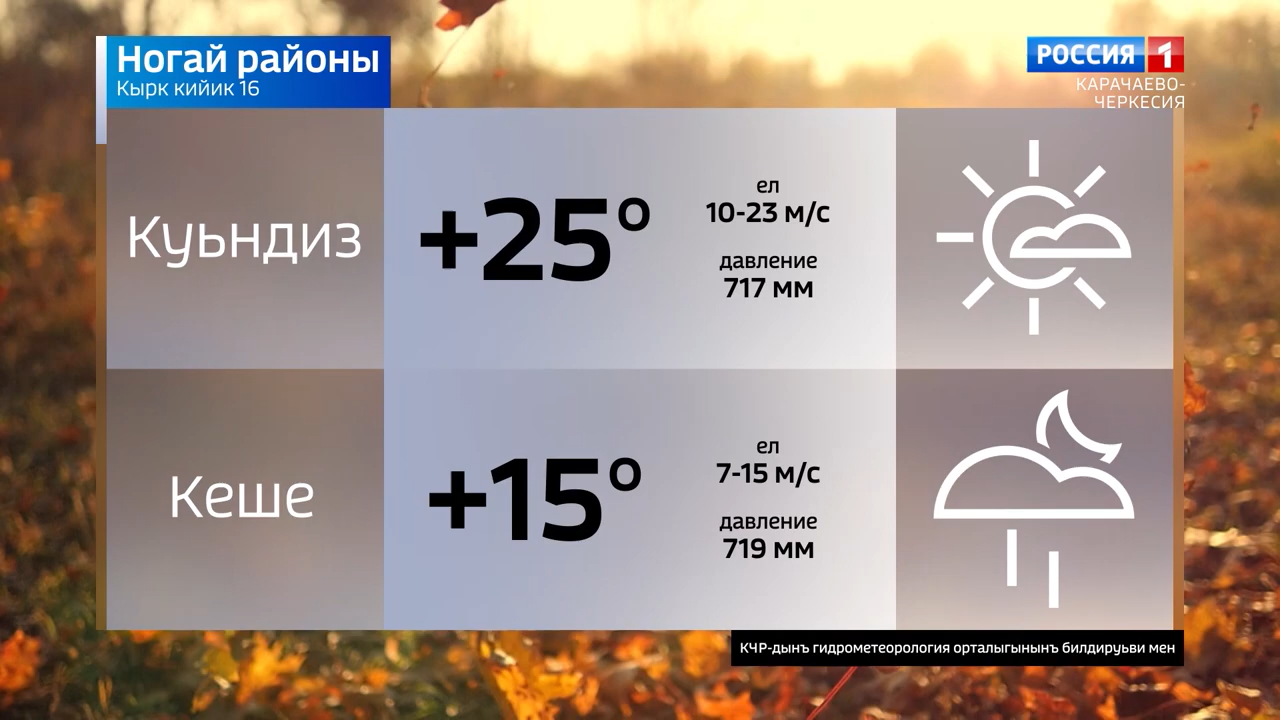 Ногай районы
Кырк кийик 16
РОССИЯ 1
КАРАЧАЕВО-
ЧЕРКЕСИЯ
Куьндиз
+25°
ел
10-23 м/с
давление
717 мм
Кеше
+15°
ел
7-15 м/с
давление
719 мм
КЧР-дынъ гидрометеорология орталыгынынъ билдируьви мен